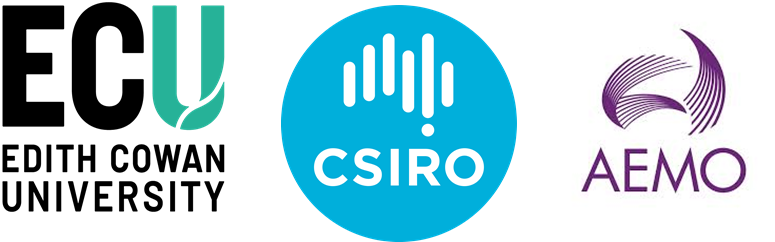 ECU
EDITH COWAN
UNIVERSITY
CSIRO
AEMO